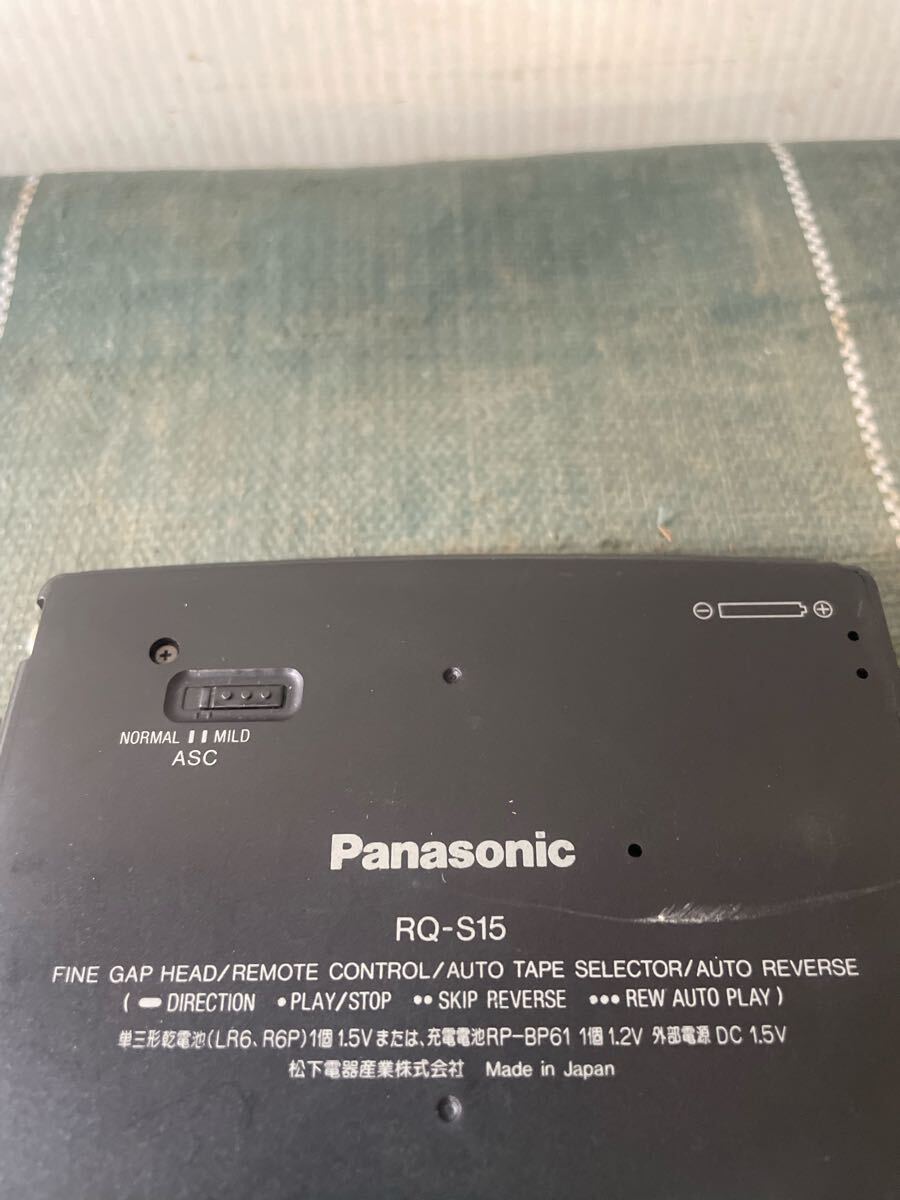 ⊖ ⊕
NORMAL ▮▮ MILD
ASC
Panasonic
RQ-S15
FINE GAP HEAD/REMOTE CONTROL/AUTO TAPE SELECTOR/AUTO REVERSE
(▬ DIRECTION •PLAY/STOP ••SKIP REVERSE •••REW AUTO PLAY)
単三形乾電池(LR6、R6P)1個 1.5Vまたは、充電電池RP-BP61 1個 1.2V 外部電源 DC 1.5V
松下電器産業株式会社 Made in Japan